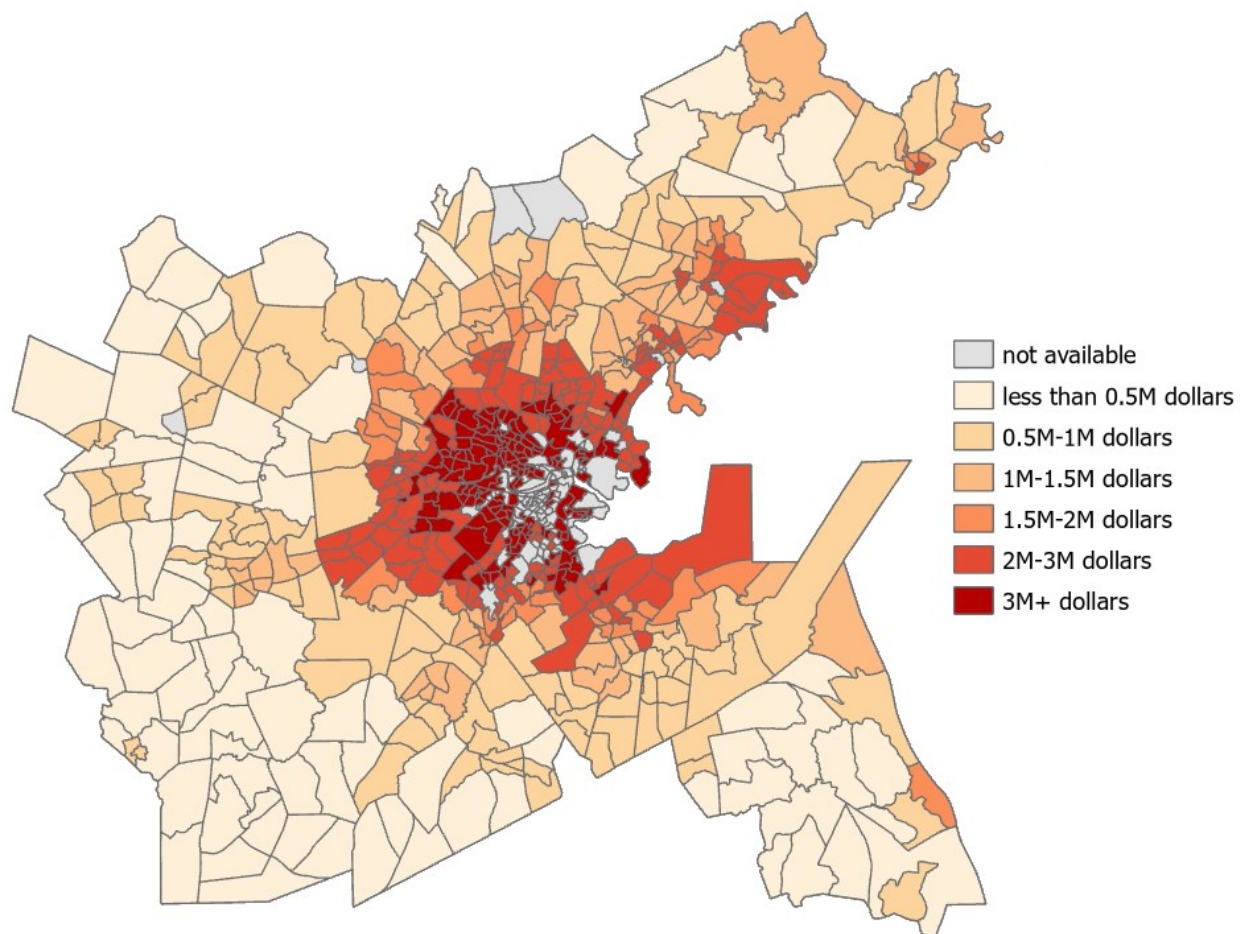 not available
less than 0.5M dollars
0.5M-1M dollars
1M-1.5M dollars
1.5M-2M dollars
2M-3M dollars
3M+ dollars